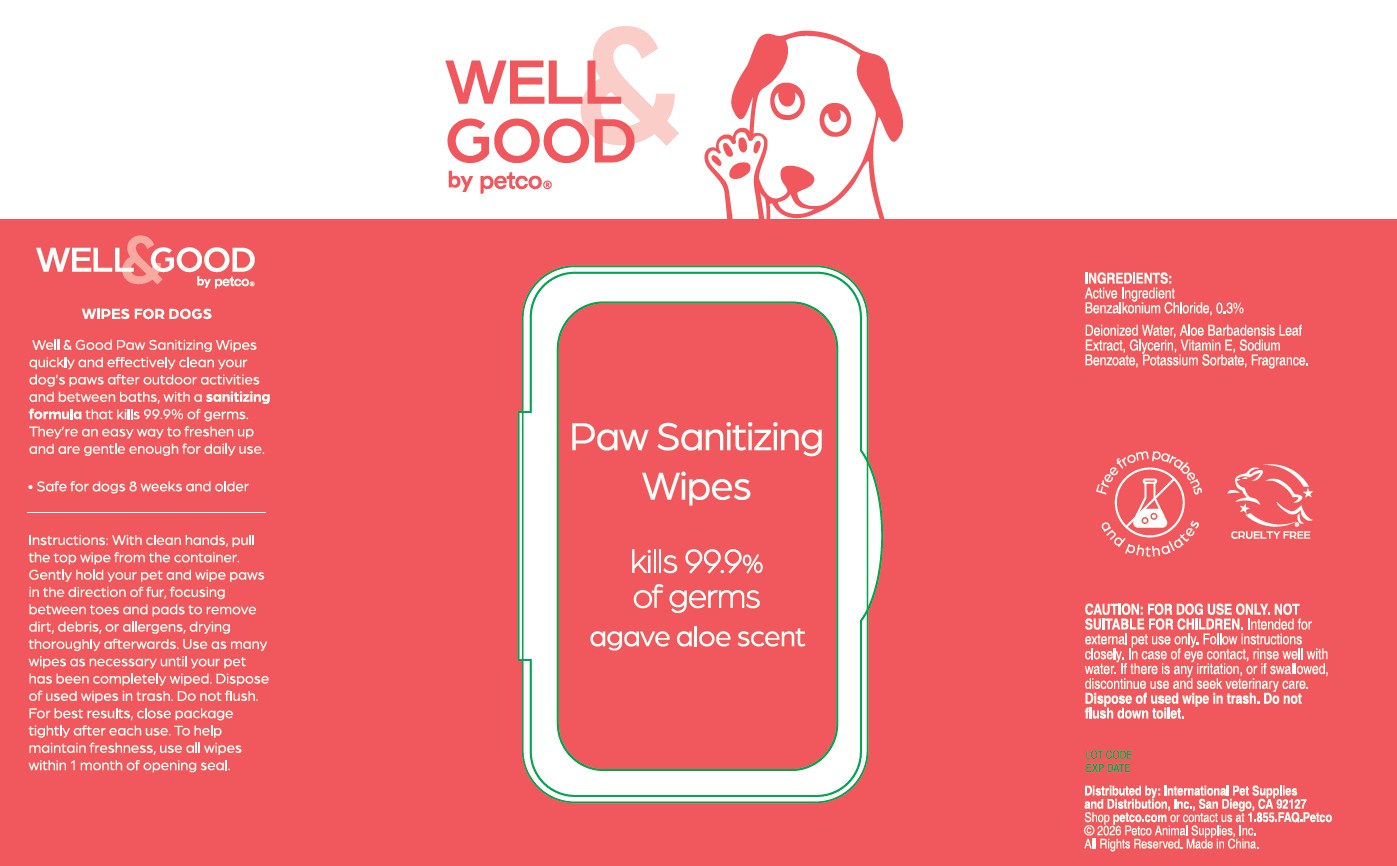 WELL &
GOOD
by petco®
WELL & GOOD
by petco®
WIPES FOR DOGS
Well & Good Paw Sanitizing Wipes
quickly and effectively clean your
dog's paws after outdoor activities
and between baths, with a sanitizing
formula that kills 99.9% of germs.
They're an easy way to freshen up
and are gentle enough for daily use.
• Safe for dogs 8 weeks and older
Instructions: With clean hands, pull
the top wipe from the container.
Gently hold your pet and wipe paws
in the direction of fur, focusing
between toes and pads to remove
dirt, debris, or allergens, drying
thoroughly afterwards. Use as many
wipes as necessary until your pet
has been completely wiped. Dispose
of used wipes in trash. Do not flush.
For best results, close package
tightly after each use. To help
maintain freshness, use all wipes
within 1 month of opening seal.
Paw Sanitizing
Wipes
kills 99.9%
of germs
agave aloe scent
INGREDIENTS:
Active Ingredient
Benzalkonium Chloride, 0.3%
Deionized Water, Aloe Barbadensis Leaf
Extract, Glycerin, Vitamin E, Sodium
Benzoate, Potassium Sorbate, Fragrance.
Free from parabens
and phthalates
CRUELTY FREE
CAUTION: FOR DOG USE ONLY. NOT
SUITABLE FOR CHILDREN. Intended for
external pet use only. Follow instructions
closely. In case of eye contact, rinse well with
water. If there is any irritation, or if swallowed,
discontinue use and seek veterinary care.
Dispose of used wipe in trash. Do not
flush down toilet.
LOT CODE
EXP DATE
Distributed by: International Pet Supplies
and Distribution, Inc., San Diego, CA 92127
Shop petco.com or contact us at 1.855.FAQ.Petco
© 2026 Petco Animal Supplies, Inc.
All Rights Reserved. Made in China.